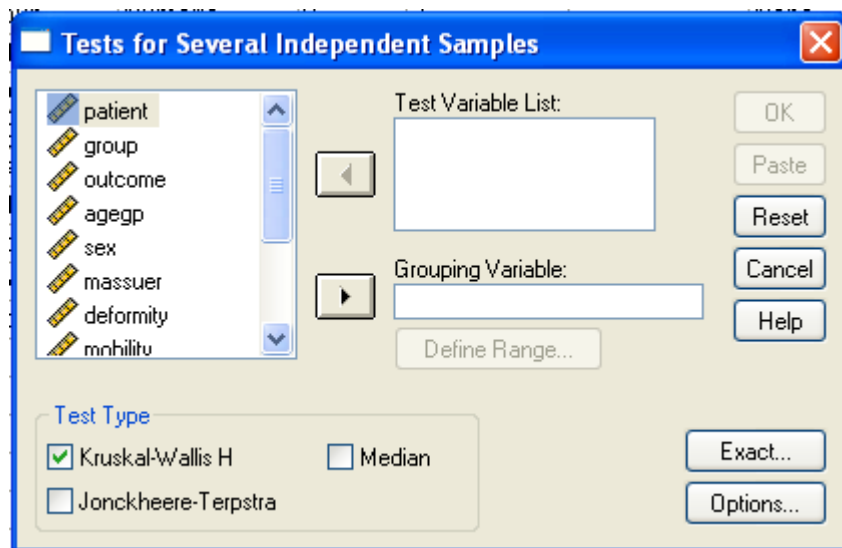 Tests for Several Independent Samples
patient
group
outcome
agegp
sex
massuer
deformity
mobility
Test Variable List:
Grouping Variable:
Define Range...
OK
Paste
Reset
Cancel
Help
Test Type
Kruskal-Wallis H
Median
Jonckheere-Terpstra
Exact...
Options...